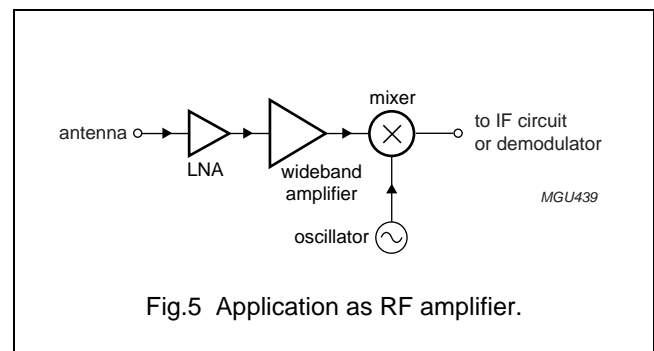 mixer
antenna
to IF circuit
or demodulator
LNA
wideband
amplifier
MGU439
oscillator
Fig.5 Application as RF amplifier.